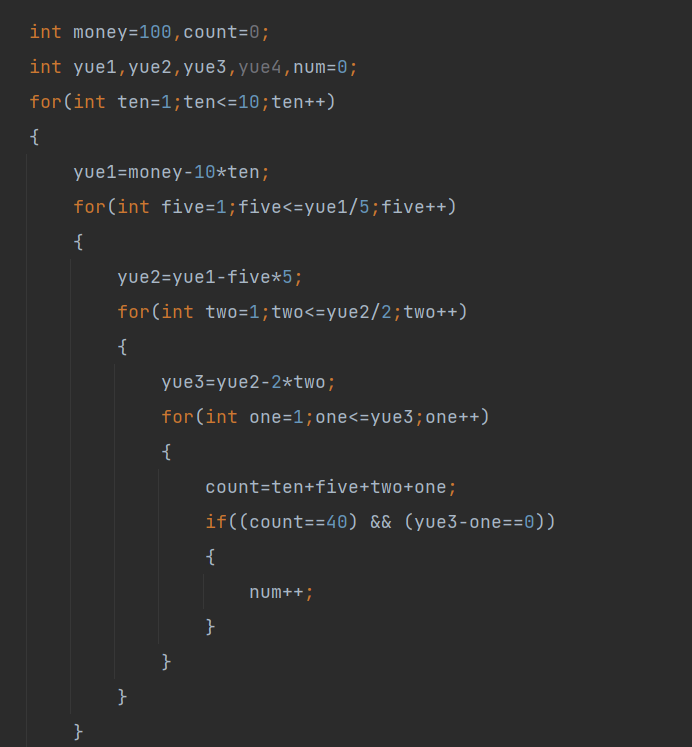 int money=100,count=0;
int yue1,yue2,yue3,yue4,num=0;
for(int ten=1;ten<=10;ten++)
{
yue1=money-10*ten;
for(int five=1;five<=yue1/5;five++)
{
yue2=yue1-five*5;
for(int two=1;two<=yue2/2;two++)
{
yue3=yue2-2*two;
for(int one=1;one<=yue3;one++)
{
count=ten+five+two+one;
if((count==40) && (yue3-one==0))
{
num++;
}
}
}
}